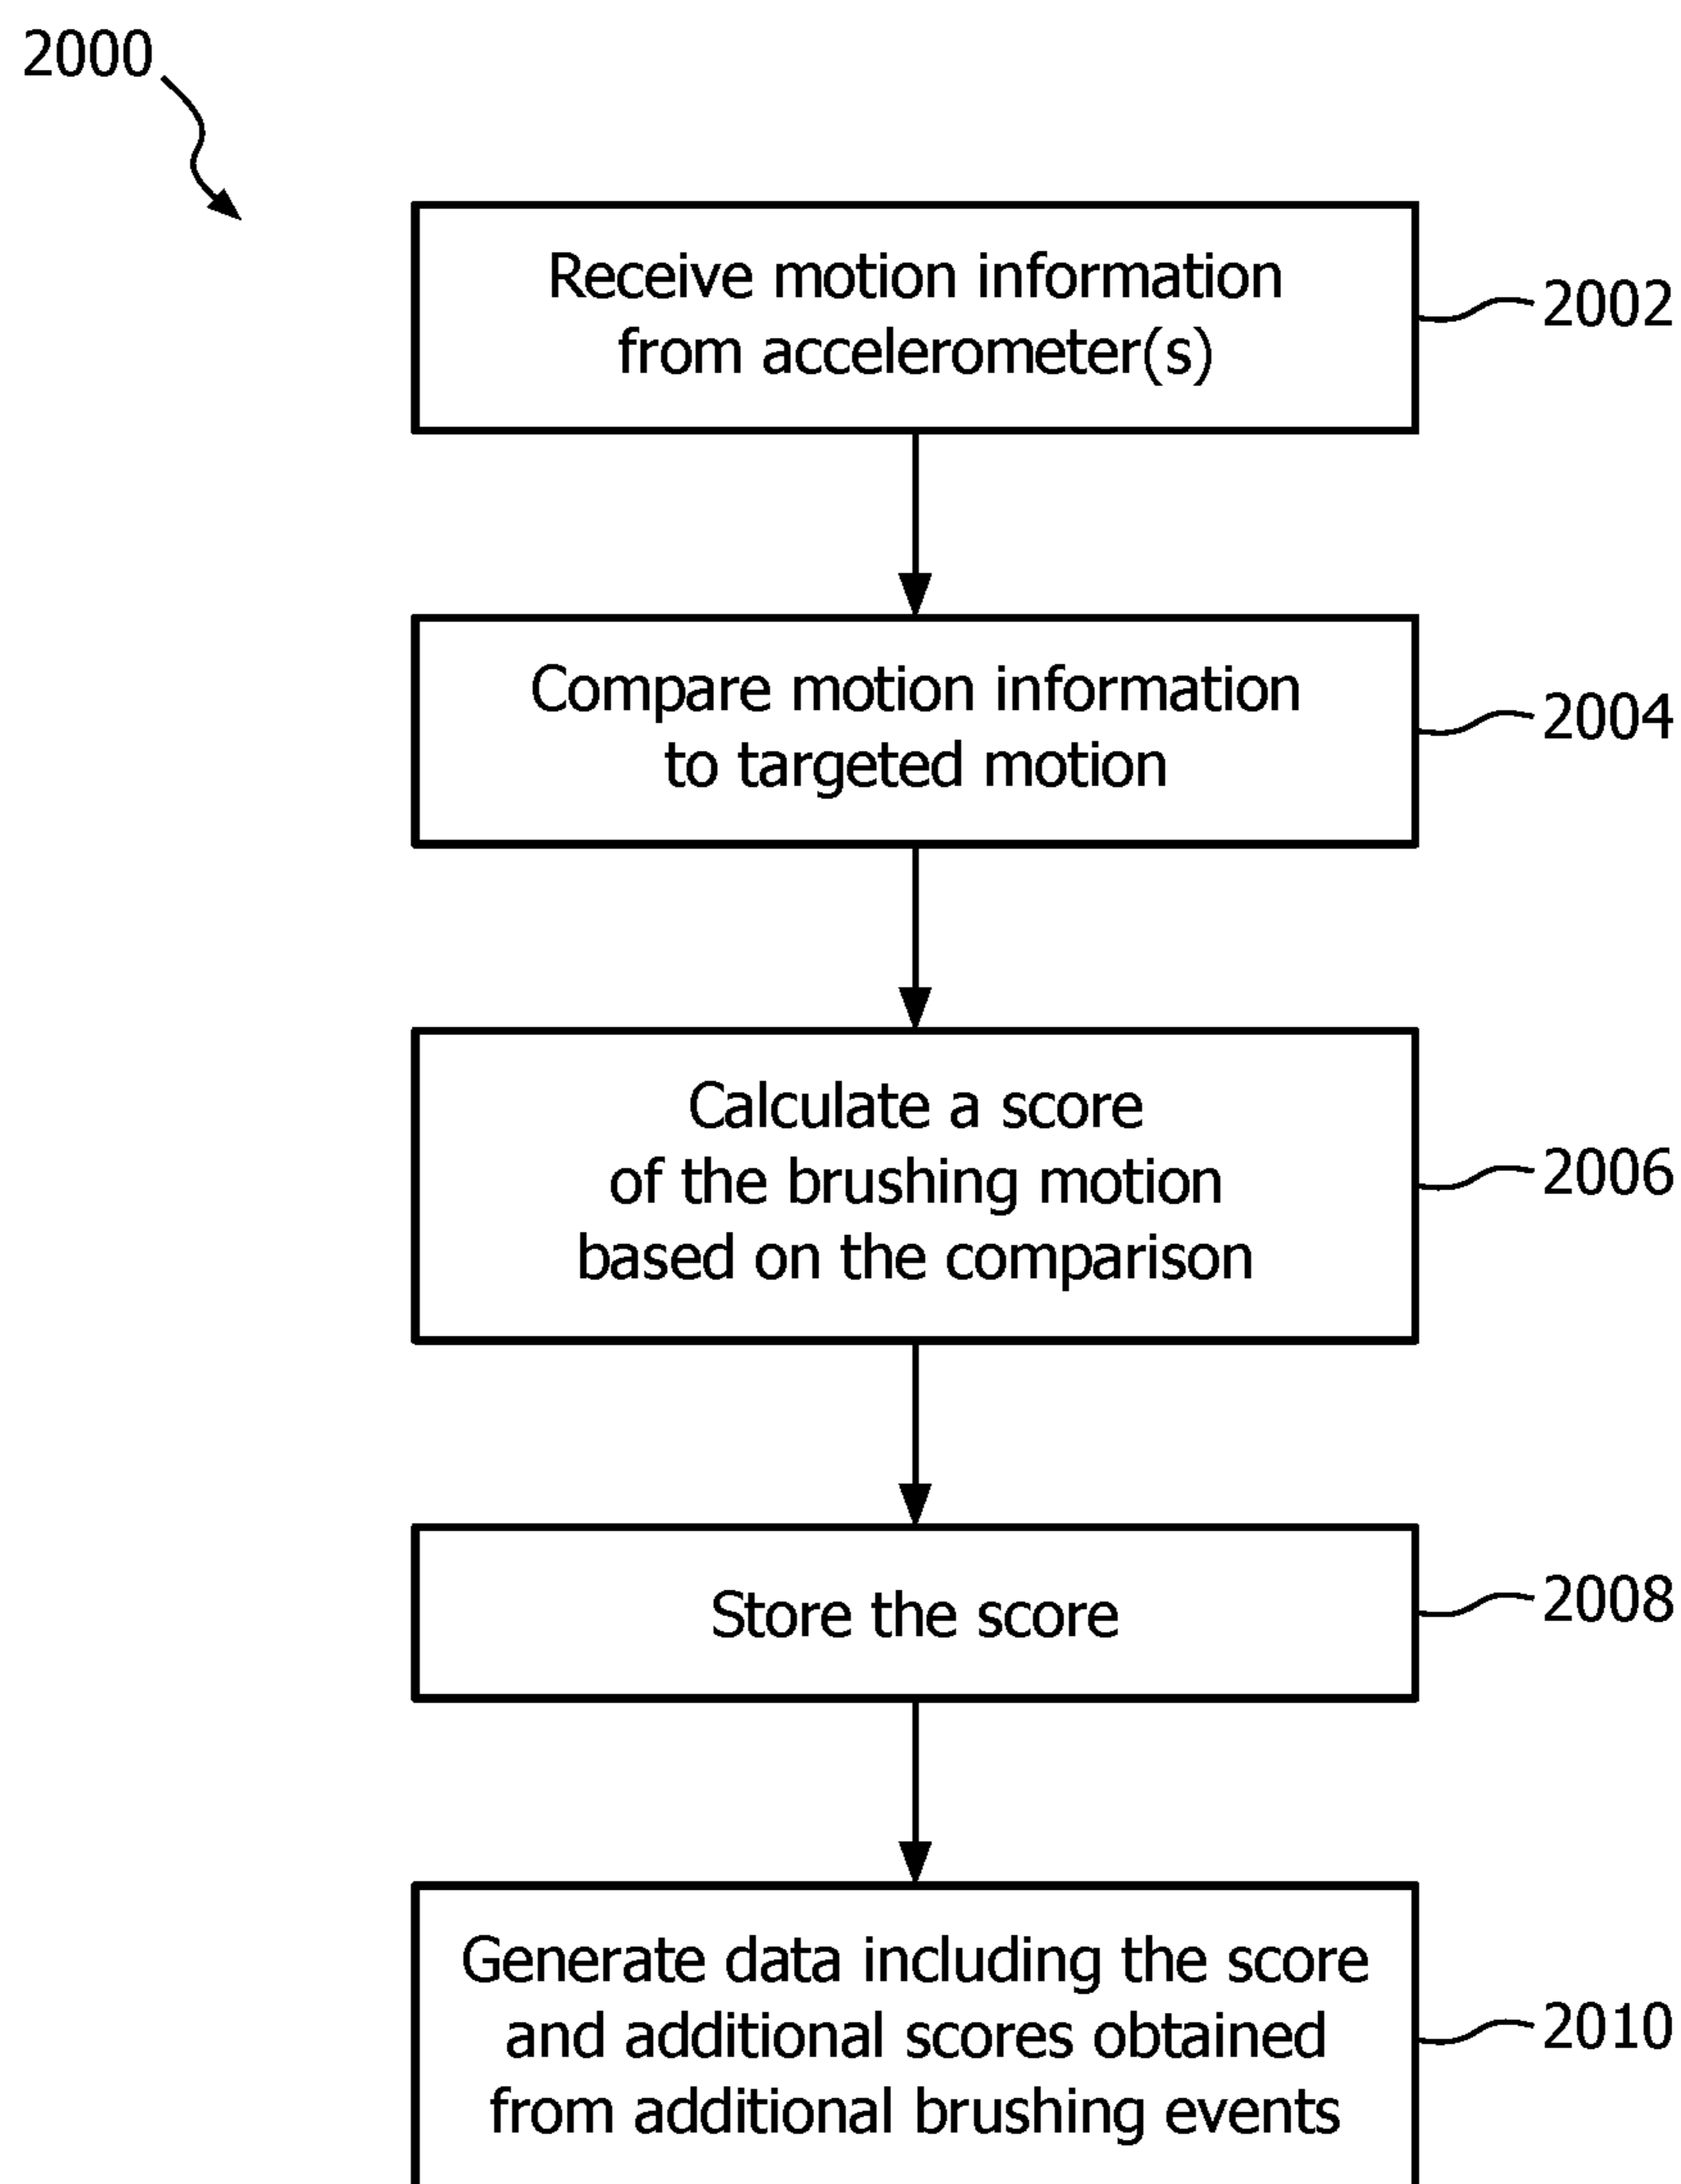 2000
Receive motion information
from accelerometer(s)
2002
Compare motion information
to targeted motion
2004
Calculate a score
of the brushing motion
based on the comparison
2006
Store the score
2008
Generate data including the score
and additional scores obtained
from additional brushing events
2010